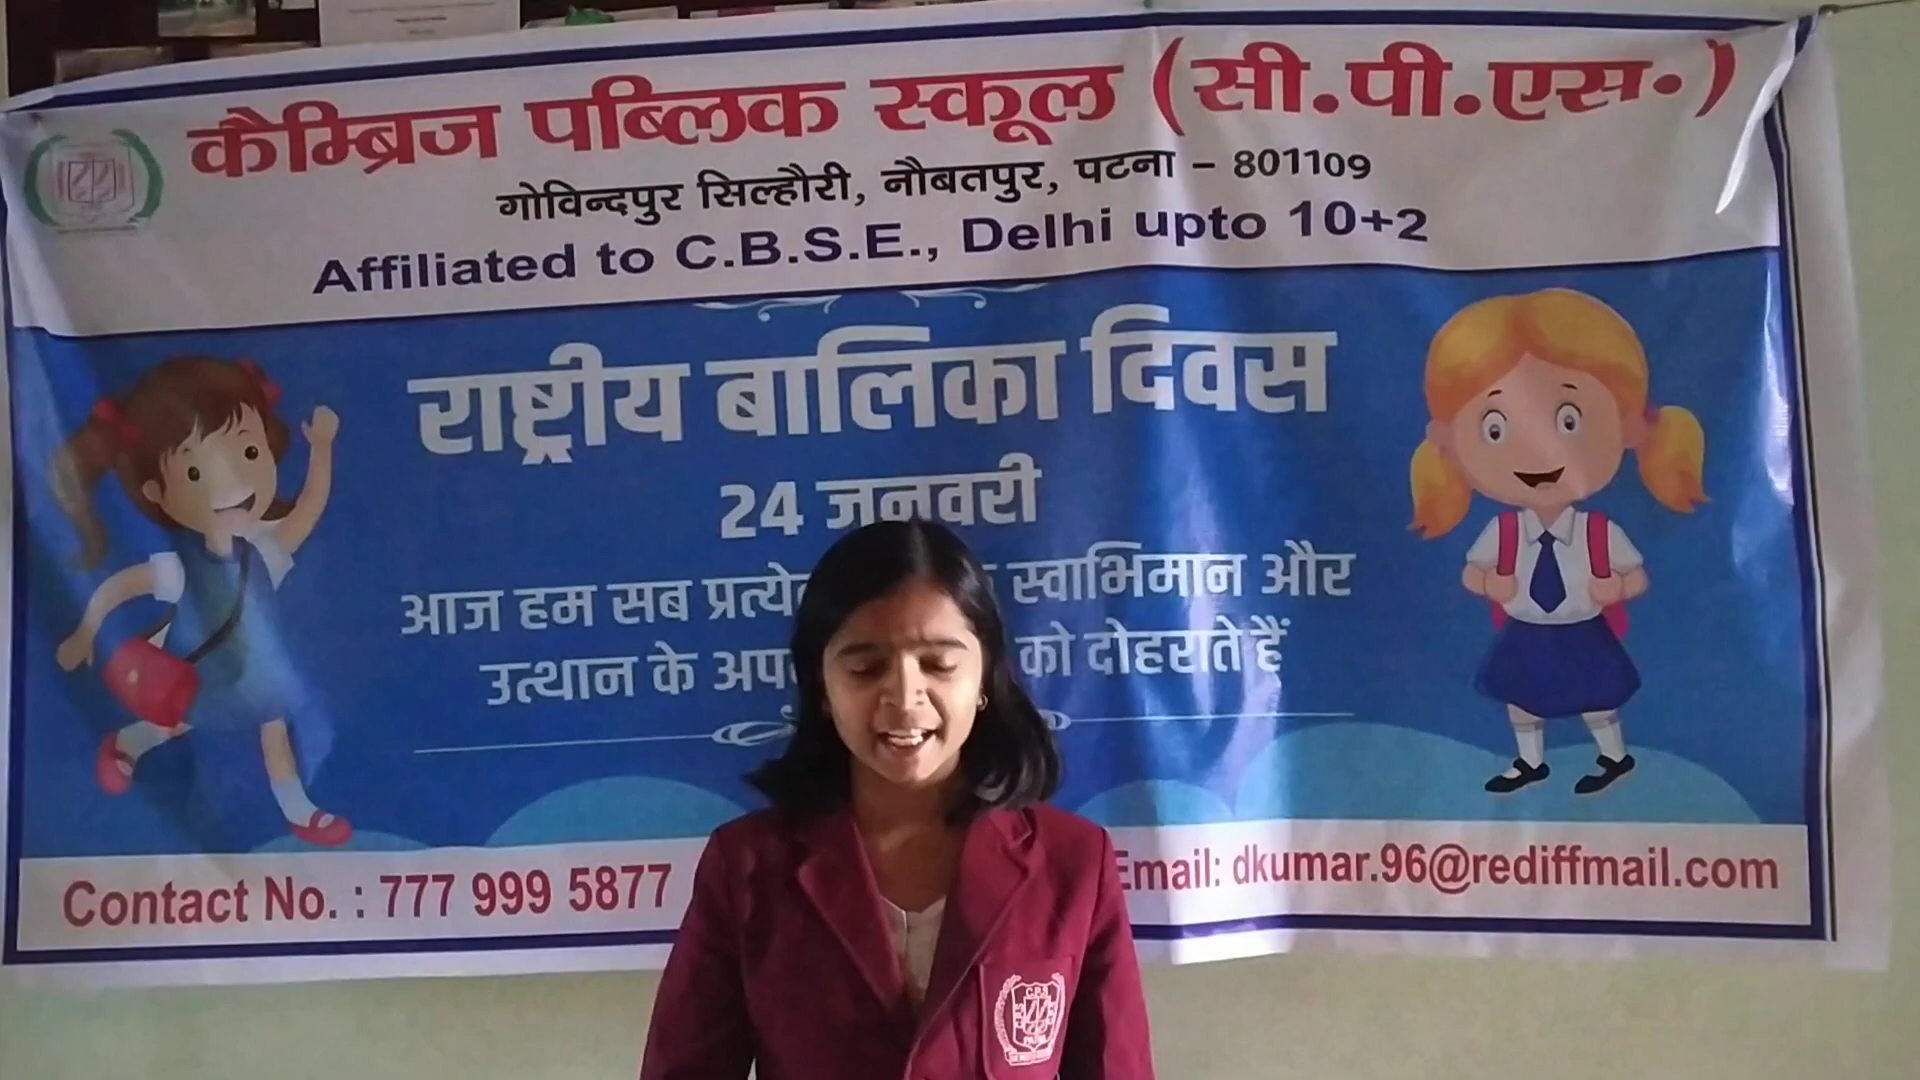 कैम्ब्रिज पब्लिक स्कूल (सी.पी.एस.)
गोविन्दपुर सिल्हौरी, नौबतपुर, पटना – 801109
Affiliated to C.B.S.E., Delhi upto 10+2
राष्ट्रीय बालिका दिवस
24 जनवरी
आज हम सब प्रत्ये स्वाभिमान और
उत्थान के अप को दोहराते हैं
Contact No. : 777 999 5877 Email: dkumar.96@rediffmail.com
C.P.S